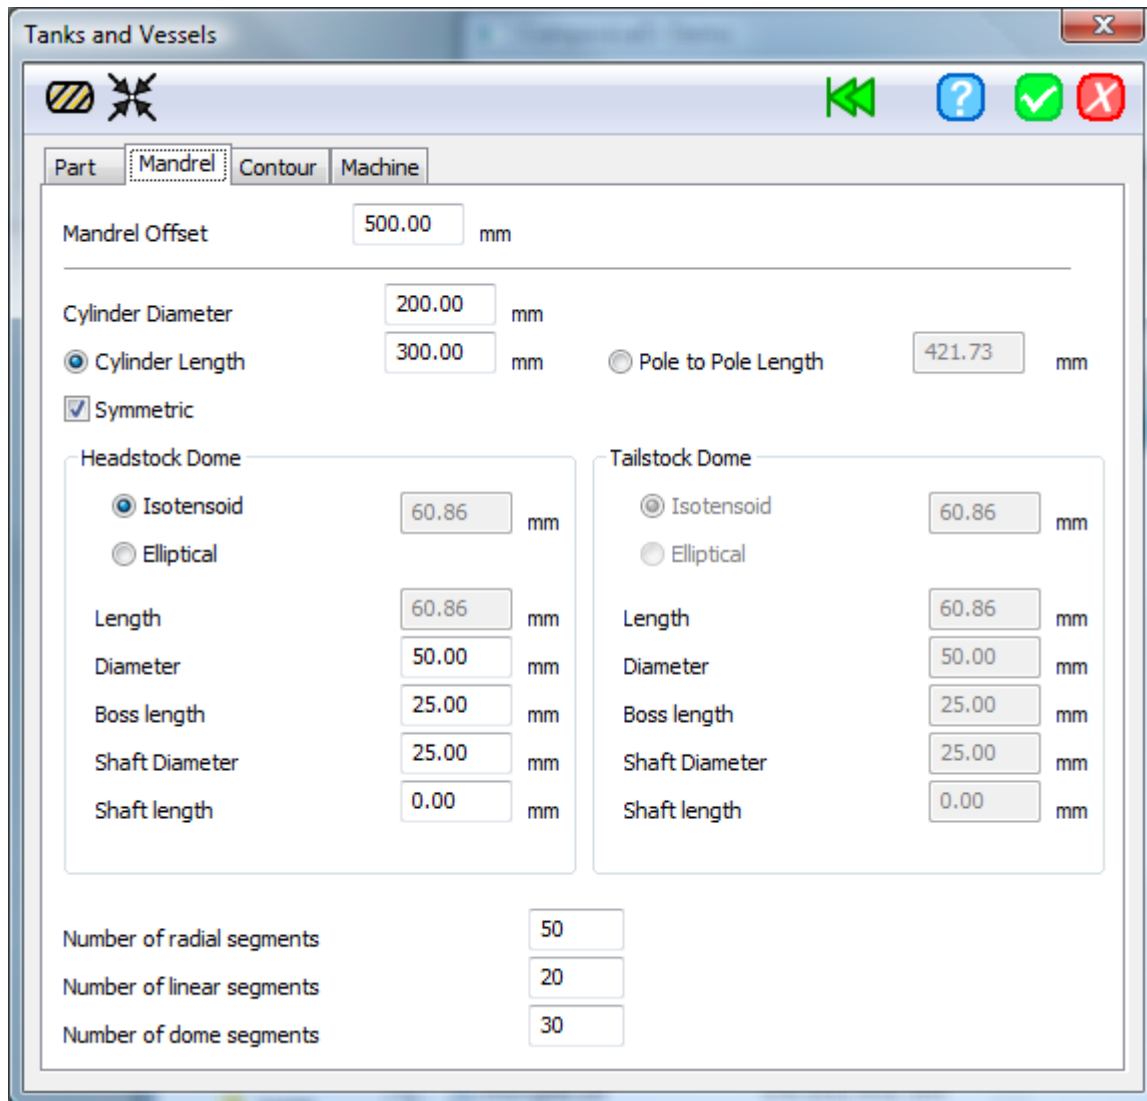 Tanks and Vessels
Part Mandrel Contour Machine
Mandrel Offset 500.00 mm
Cylinder Diameter 200.00 mm
Cylinder Length 300.00 mm Pole to Pole Length 421.73 mm
Symmetric
Headstock Dome Tailstock Dome
Isotensoid 60.86 mm Isotensoid 60.86 mm
Elliptical Elliptical
Length 60.86 mm Length 60.86 mm
Diameter 50.00 mm Diameter 50.00 mm
Boss length 25.00 mm Boss length 25.00 mm
Shaft Diameter 25.00 mm Shaft Diameter 25.00 mm
Shaft length 0.00 mm Shaft length 0.00 mm
Number of radial segments 50
Number of linear segments 20
Number of dome segments 30